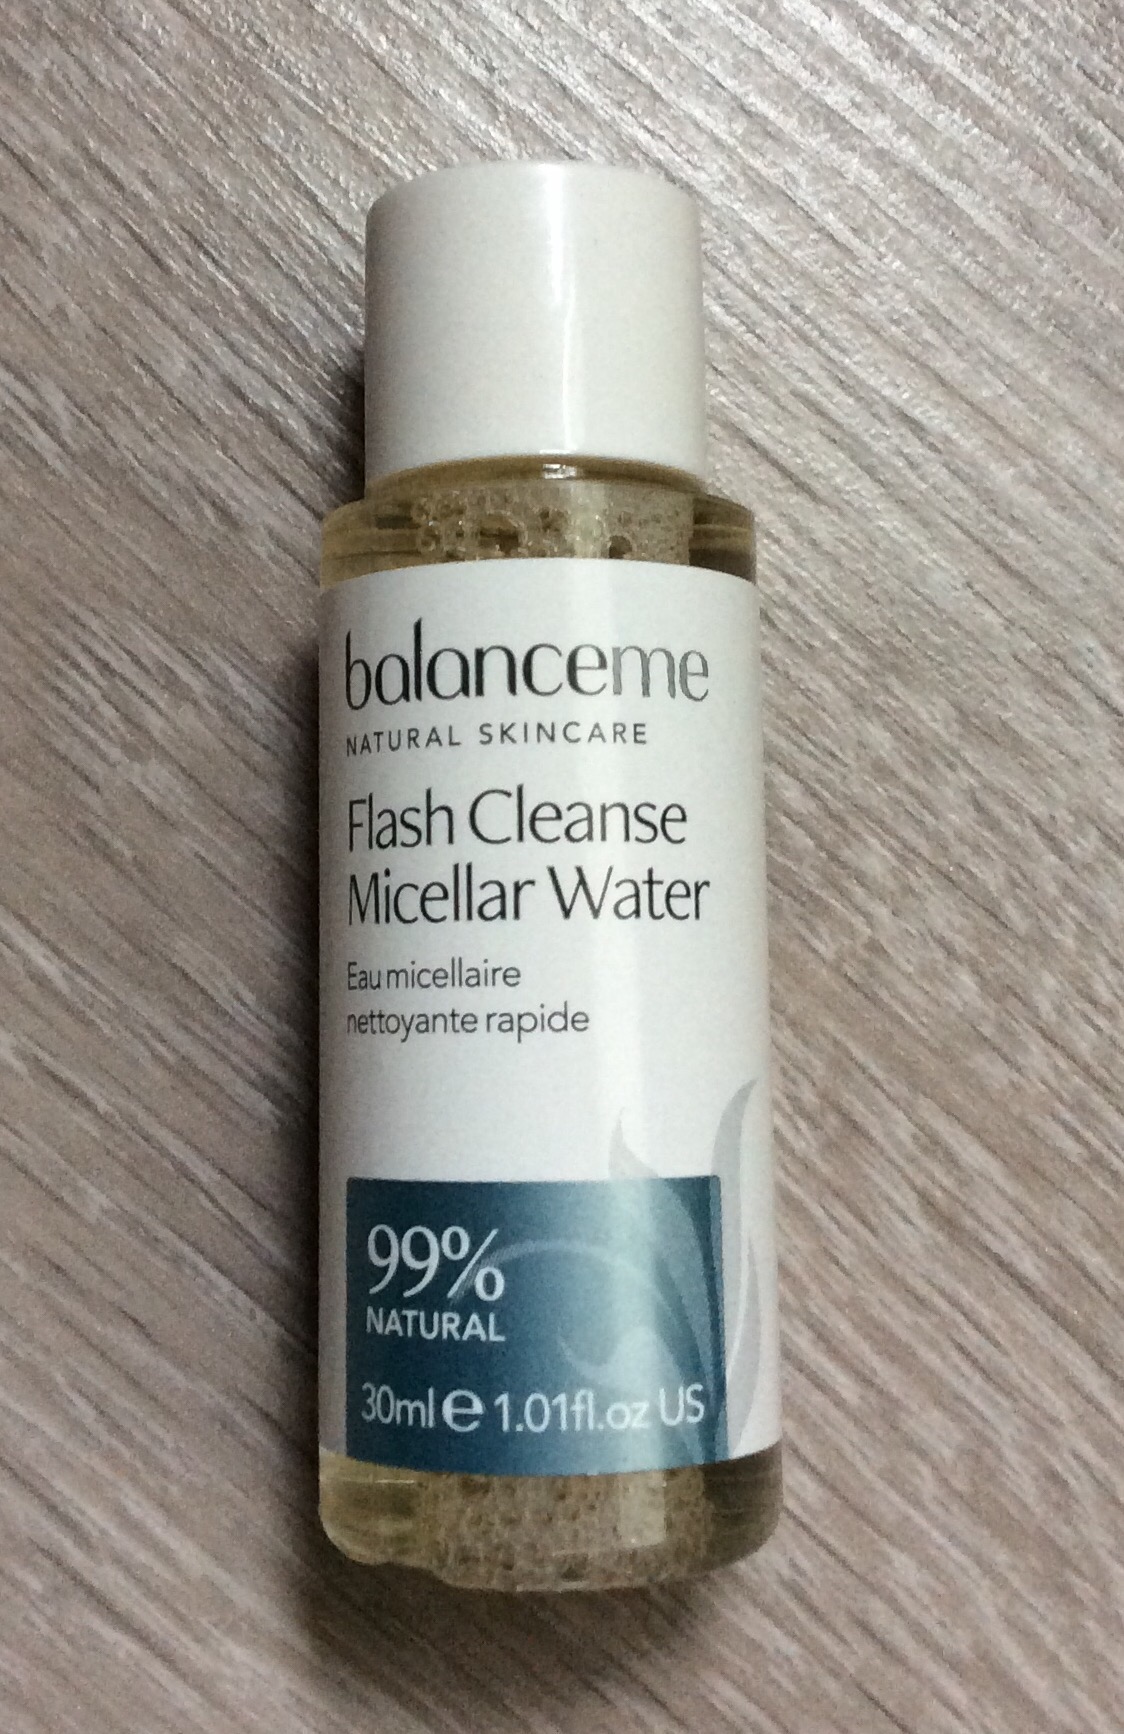 balanceme
NATURAL SKINCARE
Flash Cleanse
Micellar Water
Eau micellaire
nettoyante rapide
99%
NATURAL
30ml ℮ 1.01fl.oz US